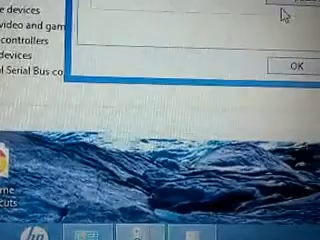 e devices
video and gam
controllers
devices
l Serial Bus co
OK
me
cuts
hp